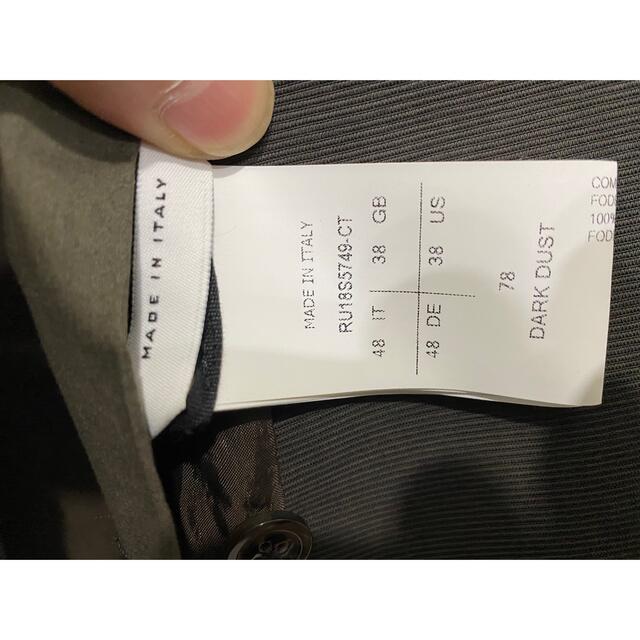 MADE IN ITALY
MADE IN ITALY
RU18S5749-CT
48 IT 38 GB
48 DE 38 US
78
DARK DUST
COM
FOD
100%
FOD